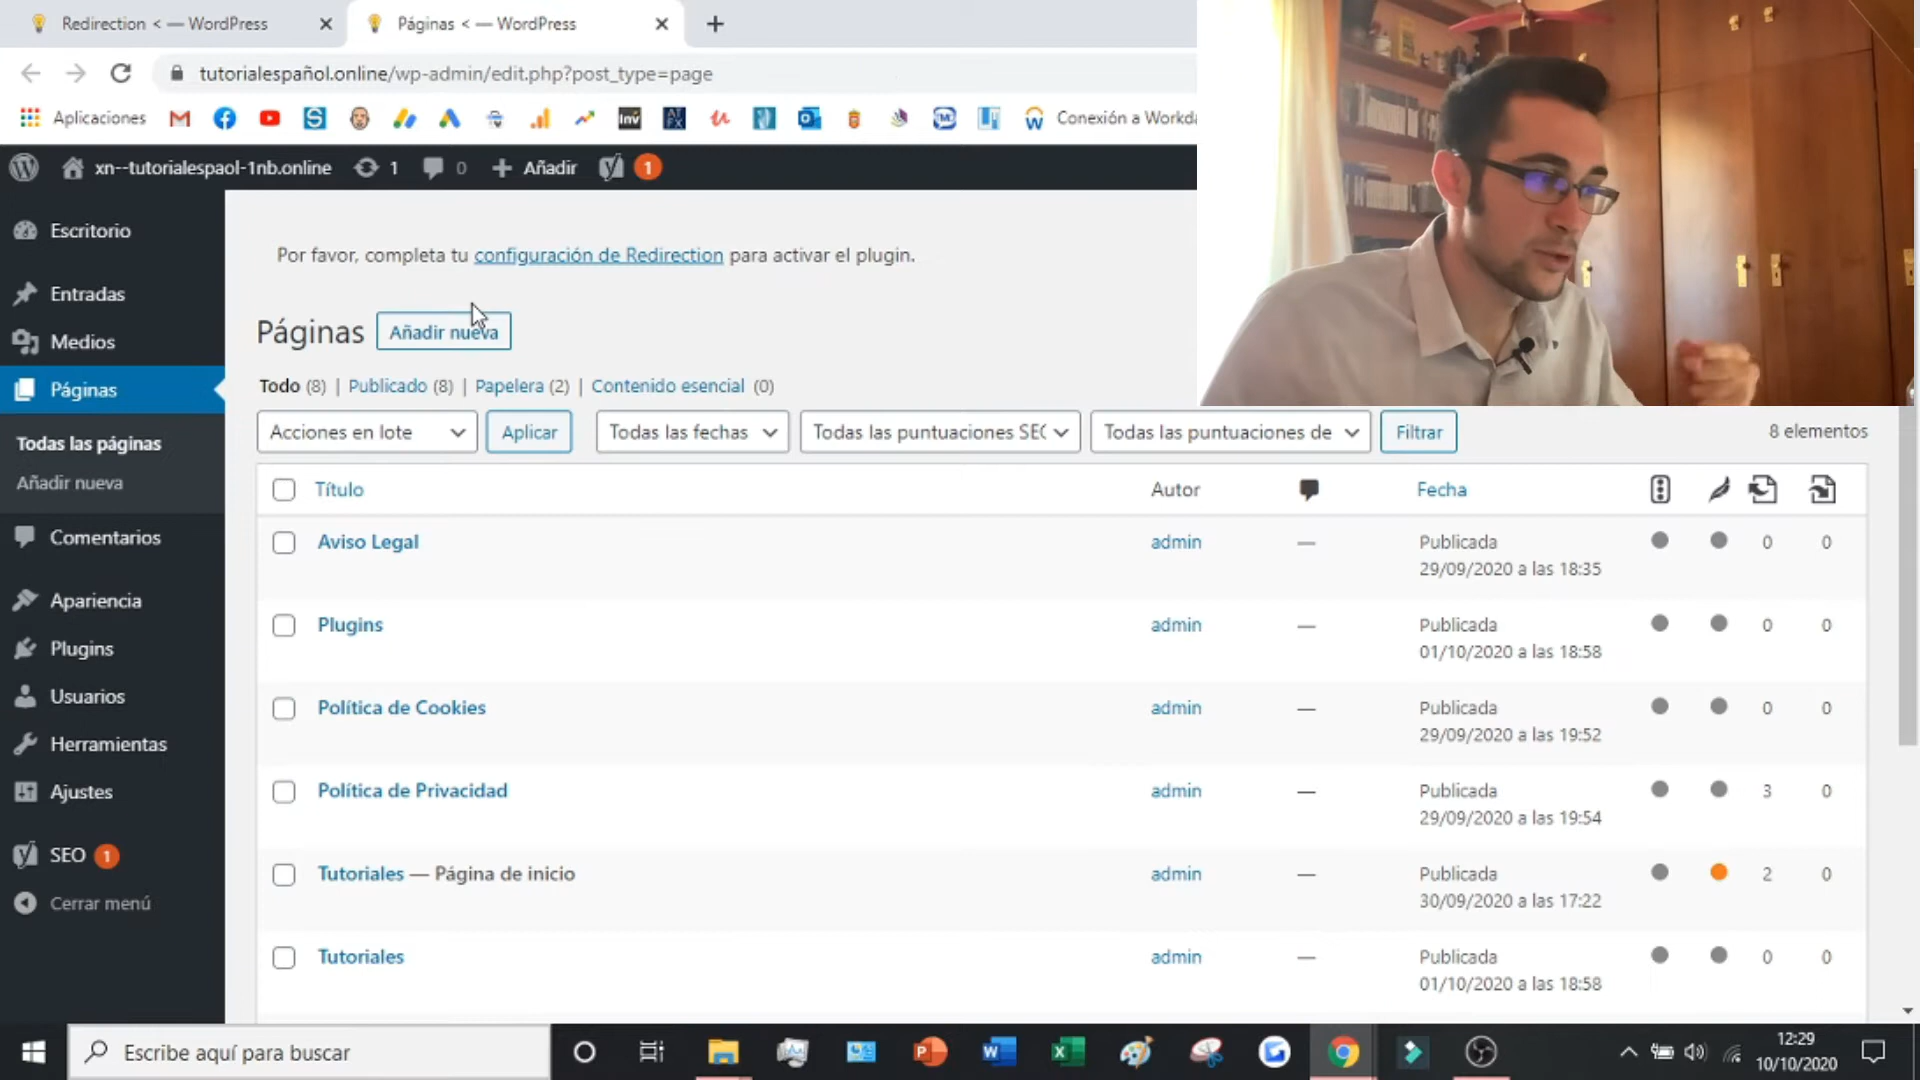 Redirection < — WordPress
Páginas < — WordPress
tutorialespañol.online/wp-admin/edit.php?post_type=page
Aplicaciones
Inv
Conexión a Workda
xn--tutorialespaol-1nb.online
1
0
Añadir
1
Escritorio
Entradas
Medios
Páginas
Todas las páginas
Añadir nueva
Comentarios
Apariencia
Plugins
Usuarios
Herramientas
Ajustes
SEO 1
Cerrar menú
Por favor, completa tu configuración de Redirection para activar el plugin.
Páginas
Añadir nueva
Todo (8) | Publicado (8) | Papelera (2) | Contenido esencial (0)
Acciones en lote
Aplicar
Todas las fechas
Todas las puntuaciones SE
Todas las puntuaciones de
Filtrar
8 elementos
Título
Autor
Fecha
Aviso Legal
admin
—
Publicada
29/09/2020 a las 18:35
0
0
Plugins
admin
—
Publicada
01/10/2020 a las 18:58
0
0
Política de Cookies
admin
—
Publicada
29/09/2020 a las 19:52
0
0
Política de Privacidad
admin
—
Publicada
29/09/2020 a las 19:54
3
0
Tutoriales — Página de inicio
admin
—
Publicada
30/09/2020 a las 17:22
2
0
Tutoriales
admin
—
Publicada
01/10/2020 a las 18:58
0
0
Escribe aquí para buscar
12:29
10/10/2020